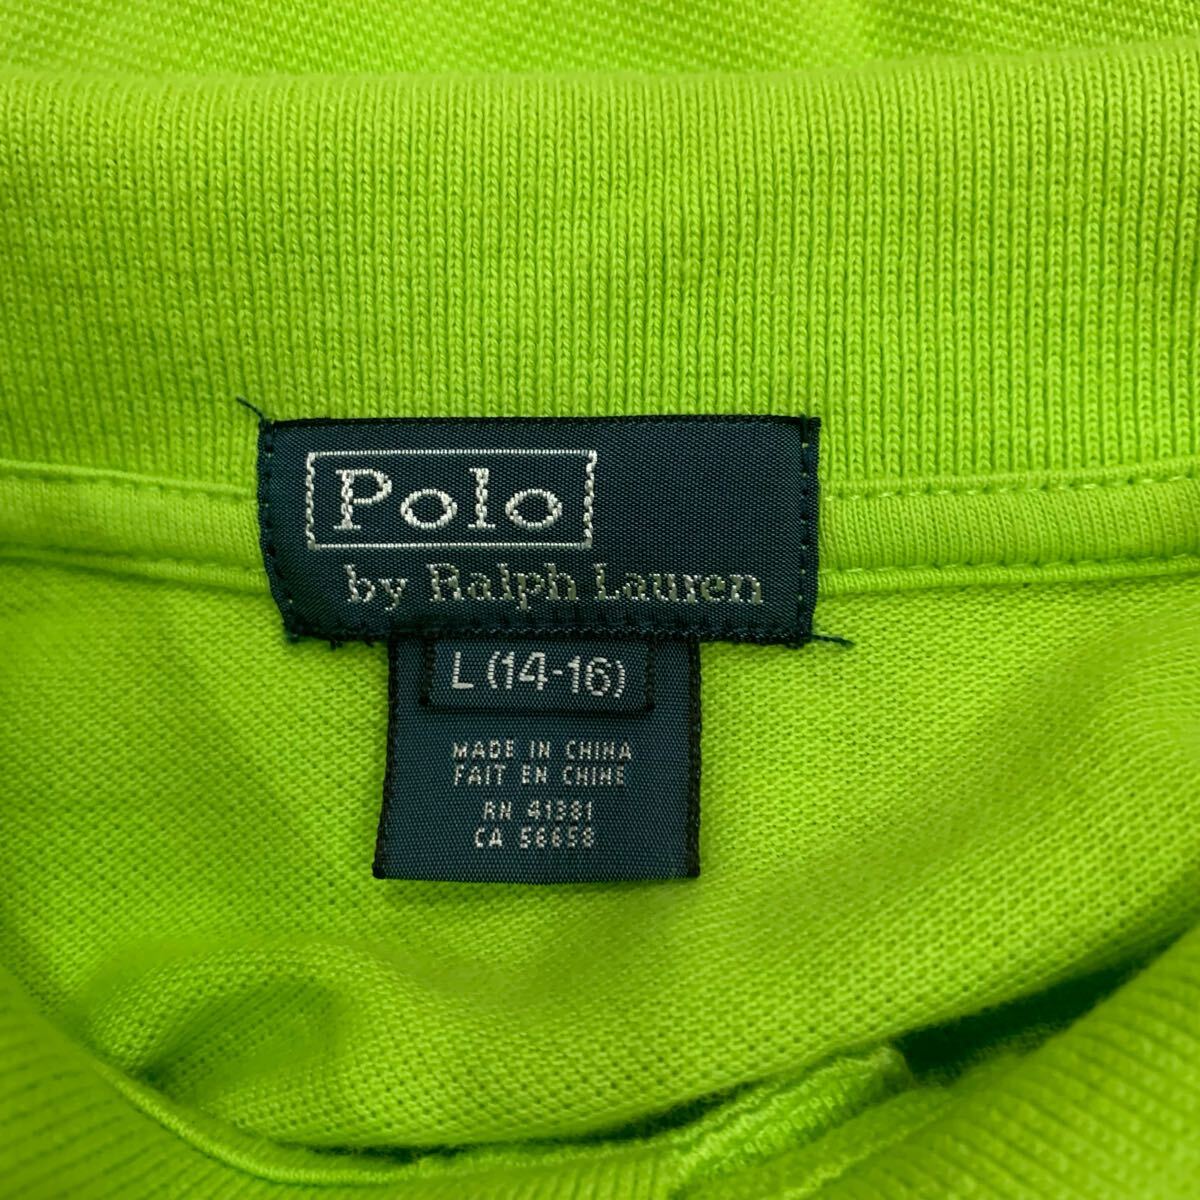 Polo
by Ralph Lauren
L (14-16)
MADE IN CHINA
FAIT EN CHINE
RN 41381
CA 56658